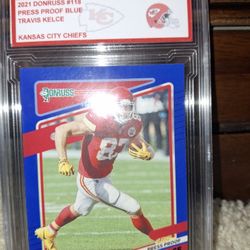 2021 DONRUSS #118
PRESS PROOF BLUE
TRAVIS KELCE
KANSAS CITY CHIEFS
DONRUSS
87
PRESS PROOF